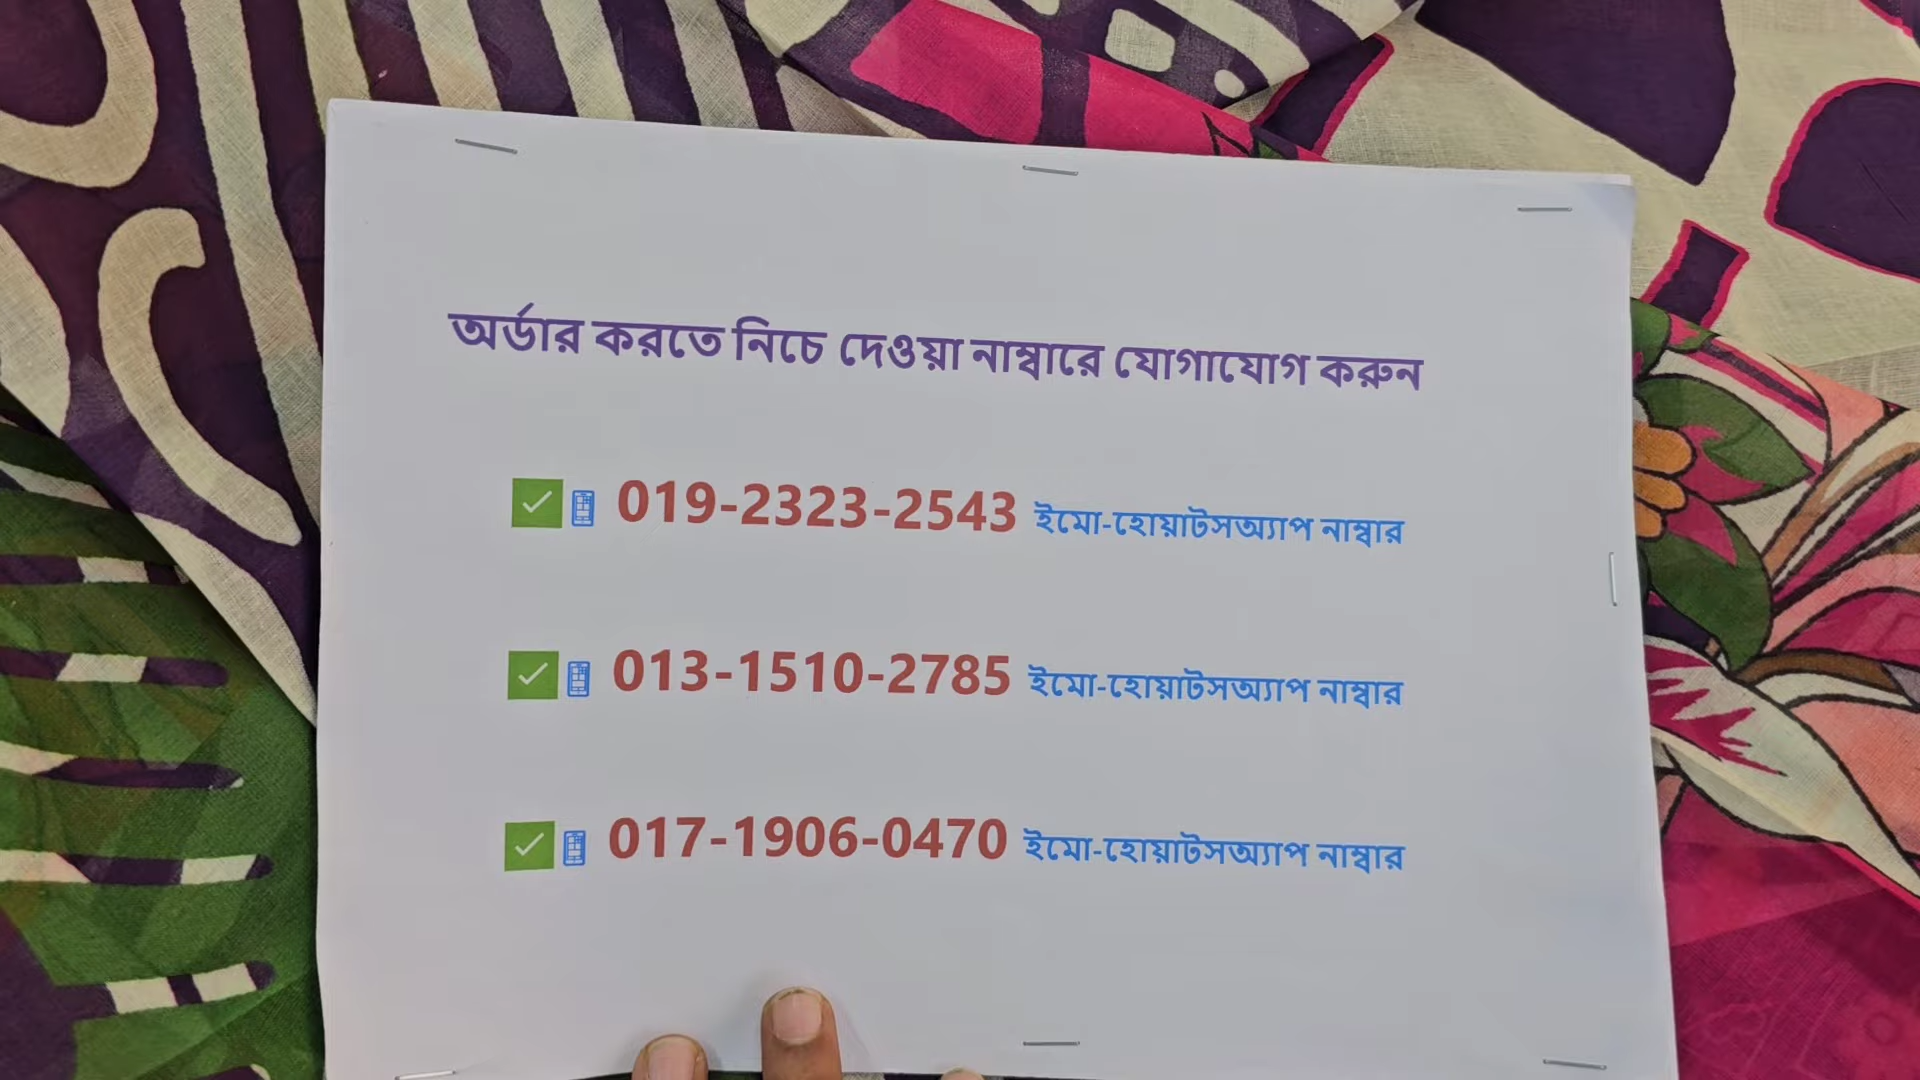 অর্ডার করতে নিচে দেওয়া নাম্বারে যোগাযোগ করুন
✅📱 019-2323-2543 ইমো-হোয়াটসঅ্যাপ নাম্বার
✅📱 013-1510-2785 ইমো-হোয়াটসঅ্যাপ নাম্বার
✅📱 017-1906-0470 ইমো-হোয়াটসঅ্যাপ নাম্বার